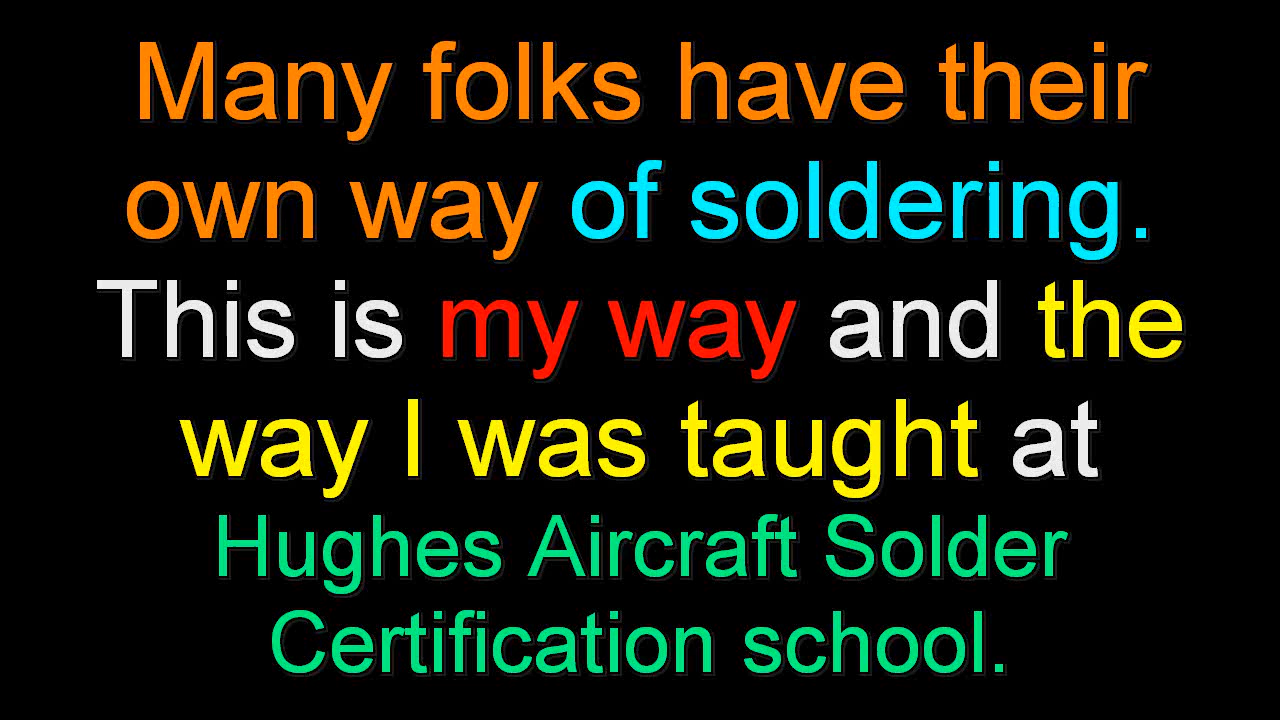 Many folks have their
own way of soldering.
This is my way and the
way I was taught at
Hughes Aircraft Solder
Certification school.